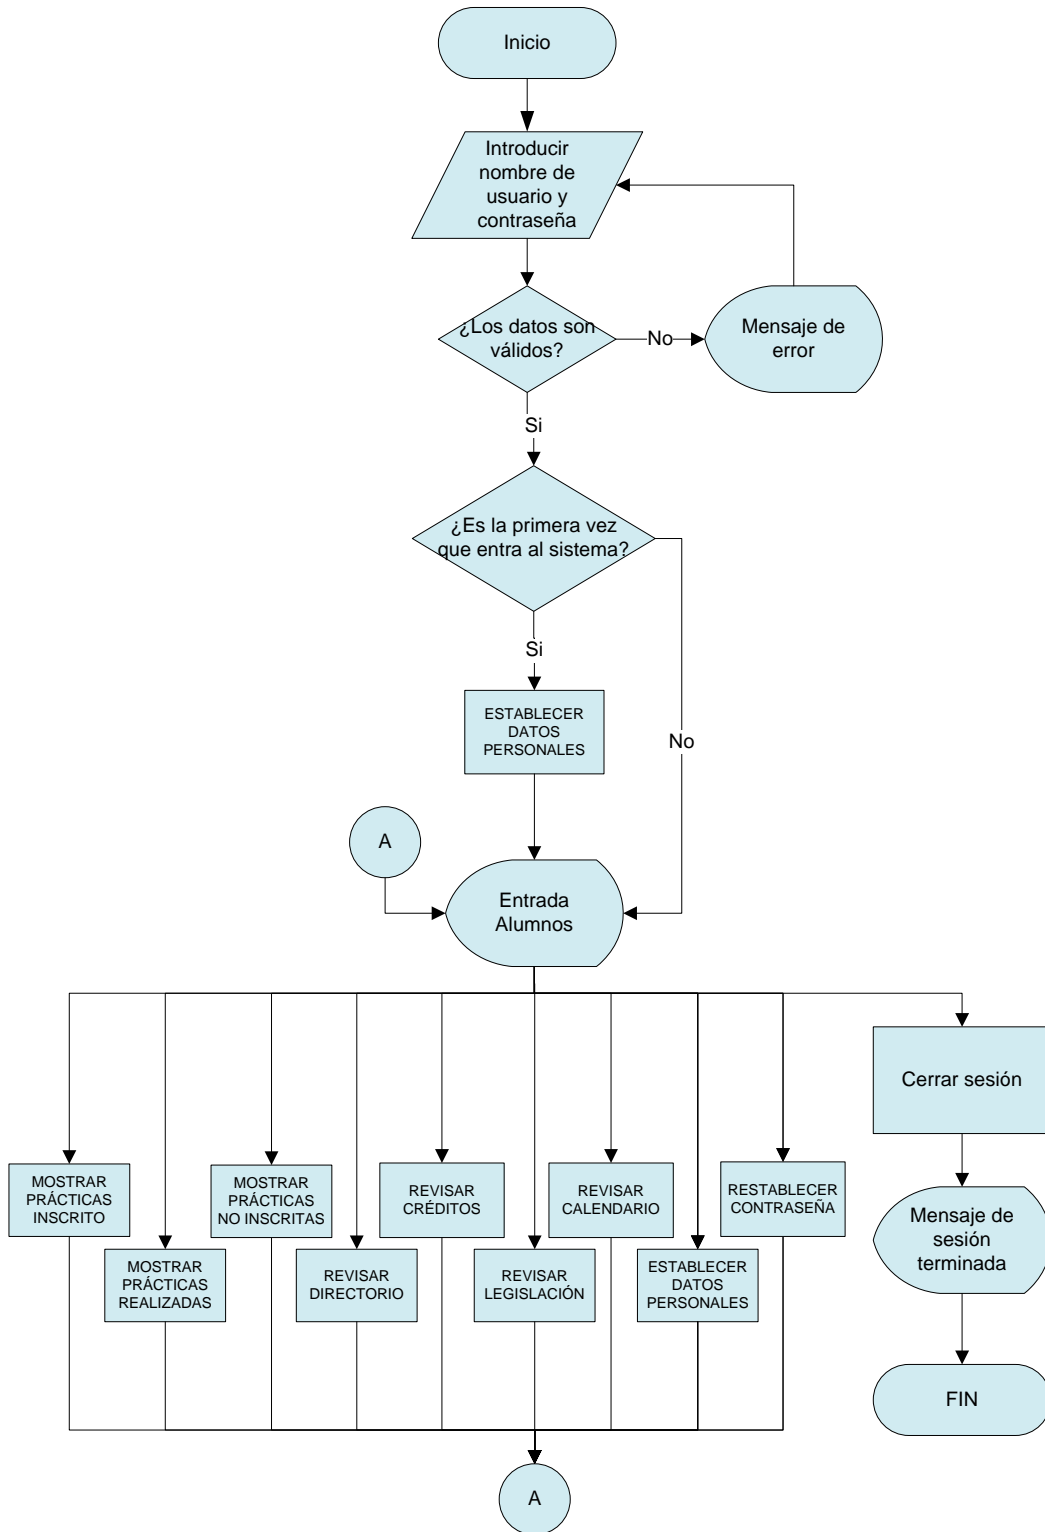 Inicio
Introducir
nombre de
usuario y
contraseña
¿Los datos son
válidos?
No
Mensaje de
error
Si
¿Es la primera vez
que entra al sistema?
Si
No
ESTABLECER
DATOS
PERSONALES
A
Entrada
Alumnos
Cerrar sesión
MOSTRAR
PRÁCTICAS
INSCRITO
MOSTRAR
PRÁCTICAS
NO INSCRITAS
REVISAR
CRÉDITOS
REVISAR
CALENDARIO
RESTABLECER
CONTRASEÑA
Mensaje de
sesión
terminada
MOSTRAR
PRÁCTICAS
REALIZADAS
REVISAR
DIRECTORIO
REVISAR
LEGISLACIÓN
ESTABLECER
DATOS
PERSONALES
FIN
A